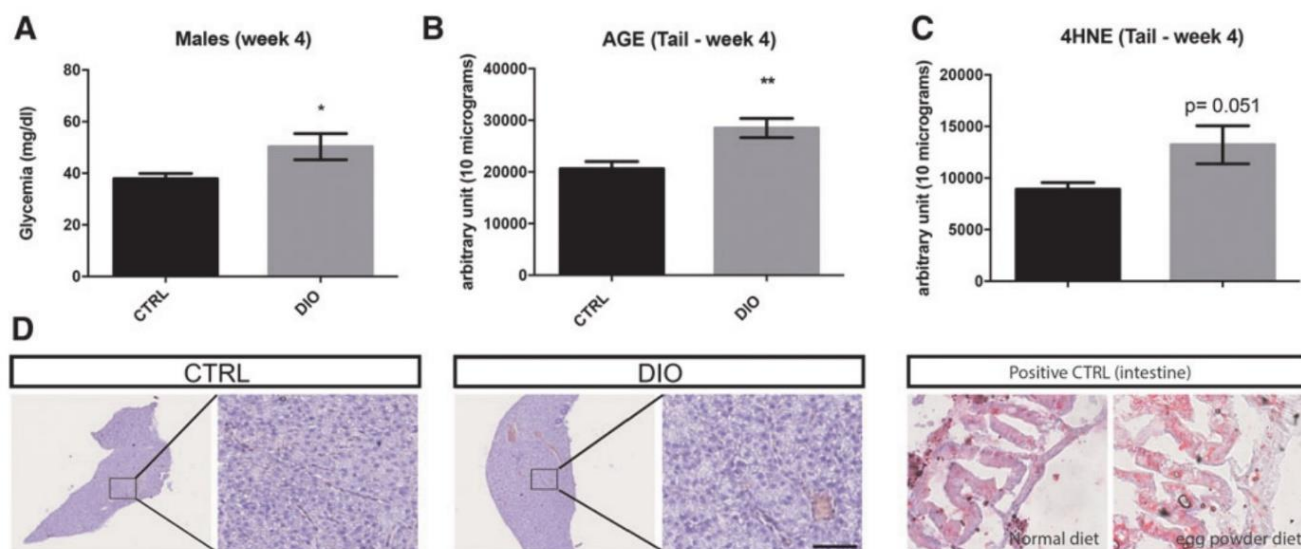 A
Males (week 4)
Glycemia (mg/dl)
80
60
40
20
0
*
CTRL
DIO
B
AGE (Tail - week 4)
arbitrary unit (10 micrograms)
40000
30000
20000
10000
0
**
CTRL
DIO
C
4HNE (Tail - week 4)
arbitrary unit (10 micrograms)
20000
15000
10000
5000
0
p= 0.051
D
CTRL
DIO
Positive CTRL (intestine)
Normal diet
egg powder diet